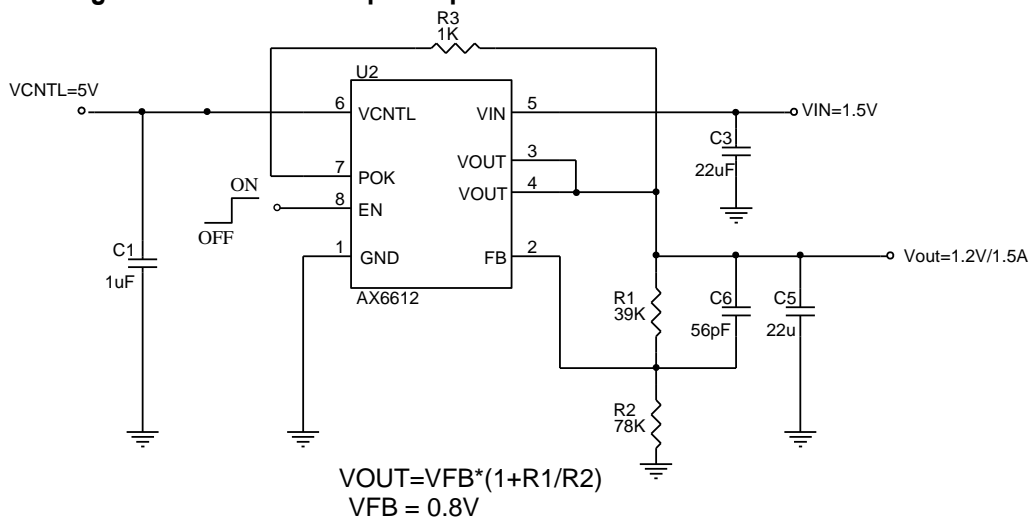 R3
1K
U2
VCNTL=5V
6
VCNTL
VIN
5
VIN=1.5V
C3
22uF
VOUT
3
7
POK
VOUT
4
ON
OFF
8
EN
1
GND
FB
2
Vout=1.2V/1.5A
C1
1uF
AX6612
R1
39K
C6
56pF
C5
22u
R2
78K
VOUT=VFB*(1+R1/R2)
VFB = 0.8V